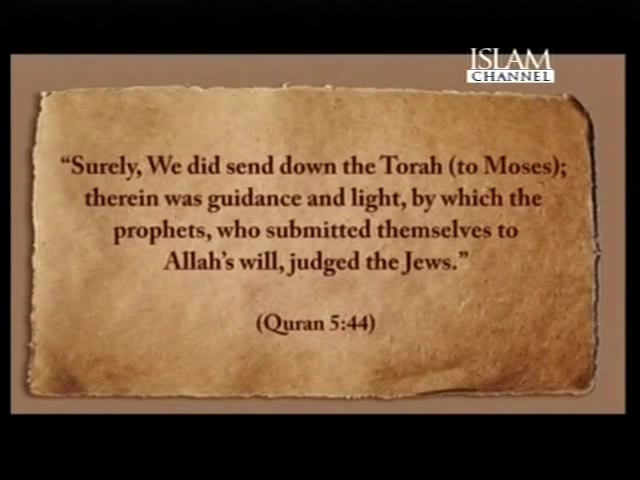 ISLAM
CHANNEL
“Surely, We did send down the Torah (to Moses);
therein was guidance and light, by which the
prophets, who submitted themselves to
Allah’s will, judged the Jews.”
(Quran 5:44)